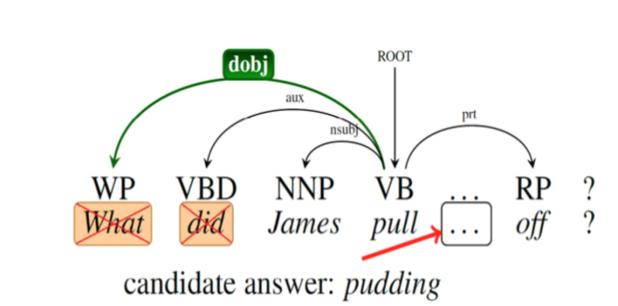 dobj
ROOT
aux
prt
nsubj
WP VBD NNP VB ... RP ?
What did James pull ... off ?
candidate answer: pudding